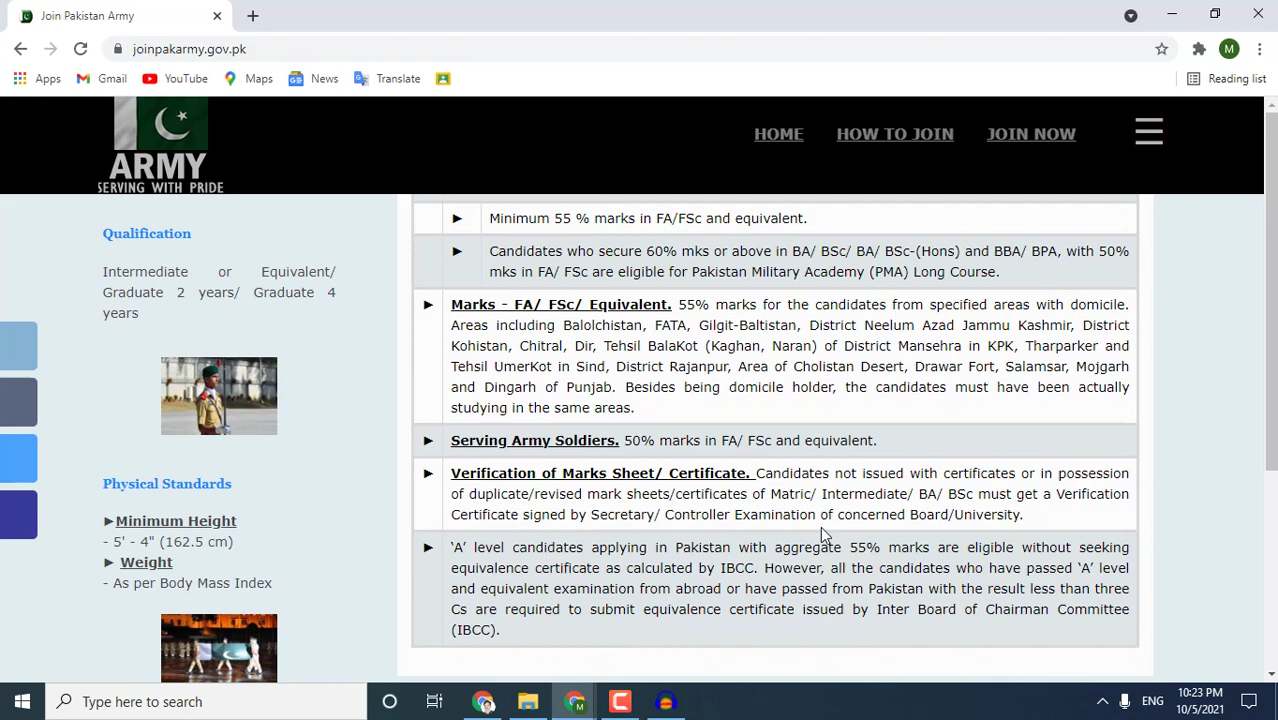 Join Pakistan Army
joinpakarmy.gov.pk
M
Apps
Gmail
YouTube
Maps
News
Translate
Reading list
ARMY
SERVING WITH PRIDE
HOME
HOW TO JOIN
JOIN NOW
Qualification
Intermediate or Equivalent/
Graduate 2 years/ Graduate 4
years
Physical Standards
►Minimum Height
- 5' - 4" (162.5 cm)
► Weight
- As per Body Mass Index
► Minimum 55 % marks in FA/FSc and equivalent.
► Candidates who secure 60% mks or above in BA/ BSc/ BA/ BSc-(Hons) and BBA/ BPA, with 50%
mks in FA/ FSc are eligible for Pakistan Military Academy (PMA) Long Course.
► Marks - FA/ FSc/ Equivalent. 55% marks for the candidates from specified areas with domicile.
Areas including Balolchistan, FATA, Gilgit-Baltistan, District Neelum Azad Jammu Kashmir, District
Kohistan, Chitral, Dir, Tehsil BalaKot (Kaghan, Naran) of District Mansehra in KPK, Tharparker and
Tehsil UmerKot in Sind, District Rajanpur, Area of Cholistan Desert, Drawar Fort, Salamsar, Mojgarh
and Dingarh of Punjab. Besides being domicile holder, the candidates must have been actually
studying in the same areas.
► Serving Army Soldiers. 50% marks in FA/ FSc and equivalent.
► Verification of Marks Sheet/ Certificate. Candidates not issued with certificates or in possession
of duplicate/revised mark sheets/certificates of Matric/ Intermediate/ BA/ BSc must get a Verification
Certificate signed by Secretary/ Controller Examination of concerned Board/University.
► ‘A’ level candidates applying in Pakistan with aggregate 55% marks are eligible without seeking
equivalence certificate as calculated by IBCC. However, all the candidates who have passed ‘A’ level
and equivalent examination from abroad or have passed from Pakistan with the result less than three
Cs are required to submit equivalence certificate issued by Inter Board of Chairman Committee
(IBCC).
Type here to search
ENG
10:23 PM
10/5/2021